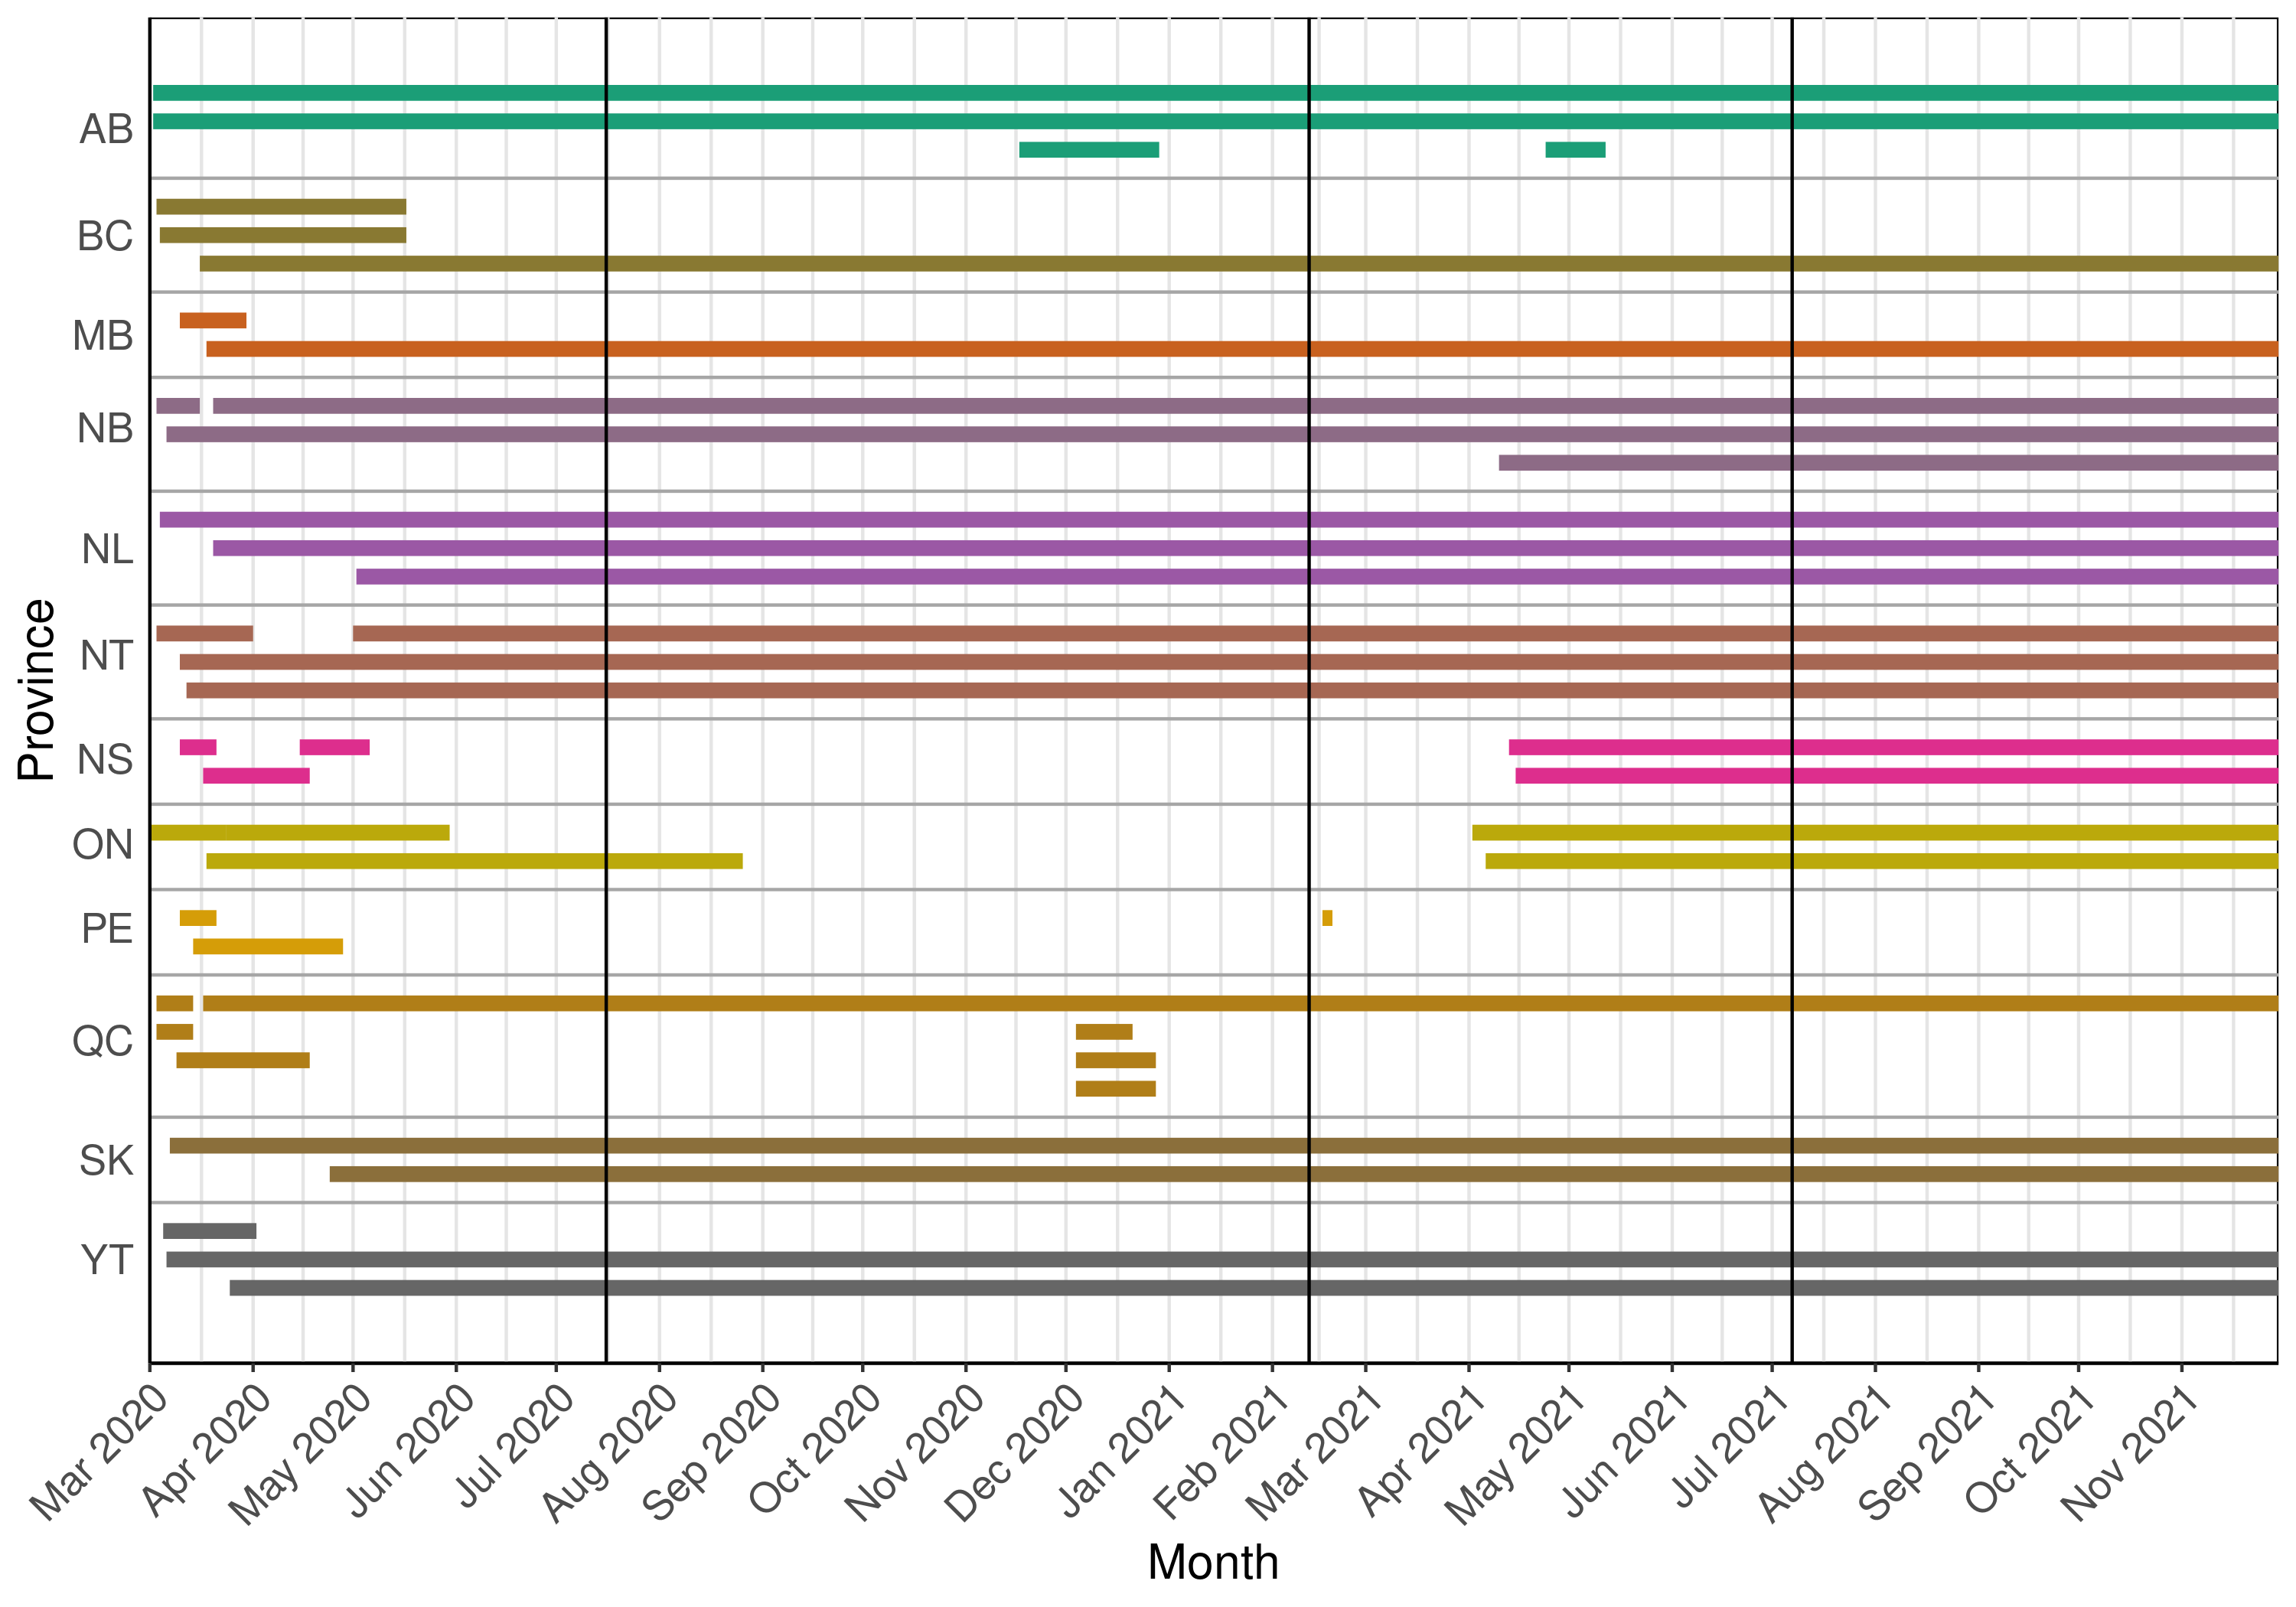 Province
AB
BC
MB
NB
NL
NT
NS
ON
PE
QC
SK
YT
Mar 2020
Apr 2020
May 2020
Jun 2020
Jul 2020
Aug 2020
Sep 2020
Oct 2020
Nov 2020
Dec 2020
Jan 2021
Feb 2021
Mar 2021
Apr 2021
May 2021
Jun 2021
Jul 2021
Aug 2021
Sep 2021
Oct 2021
Nov 2021
Month